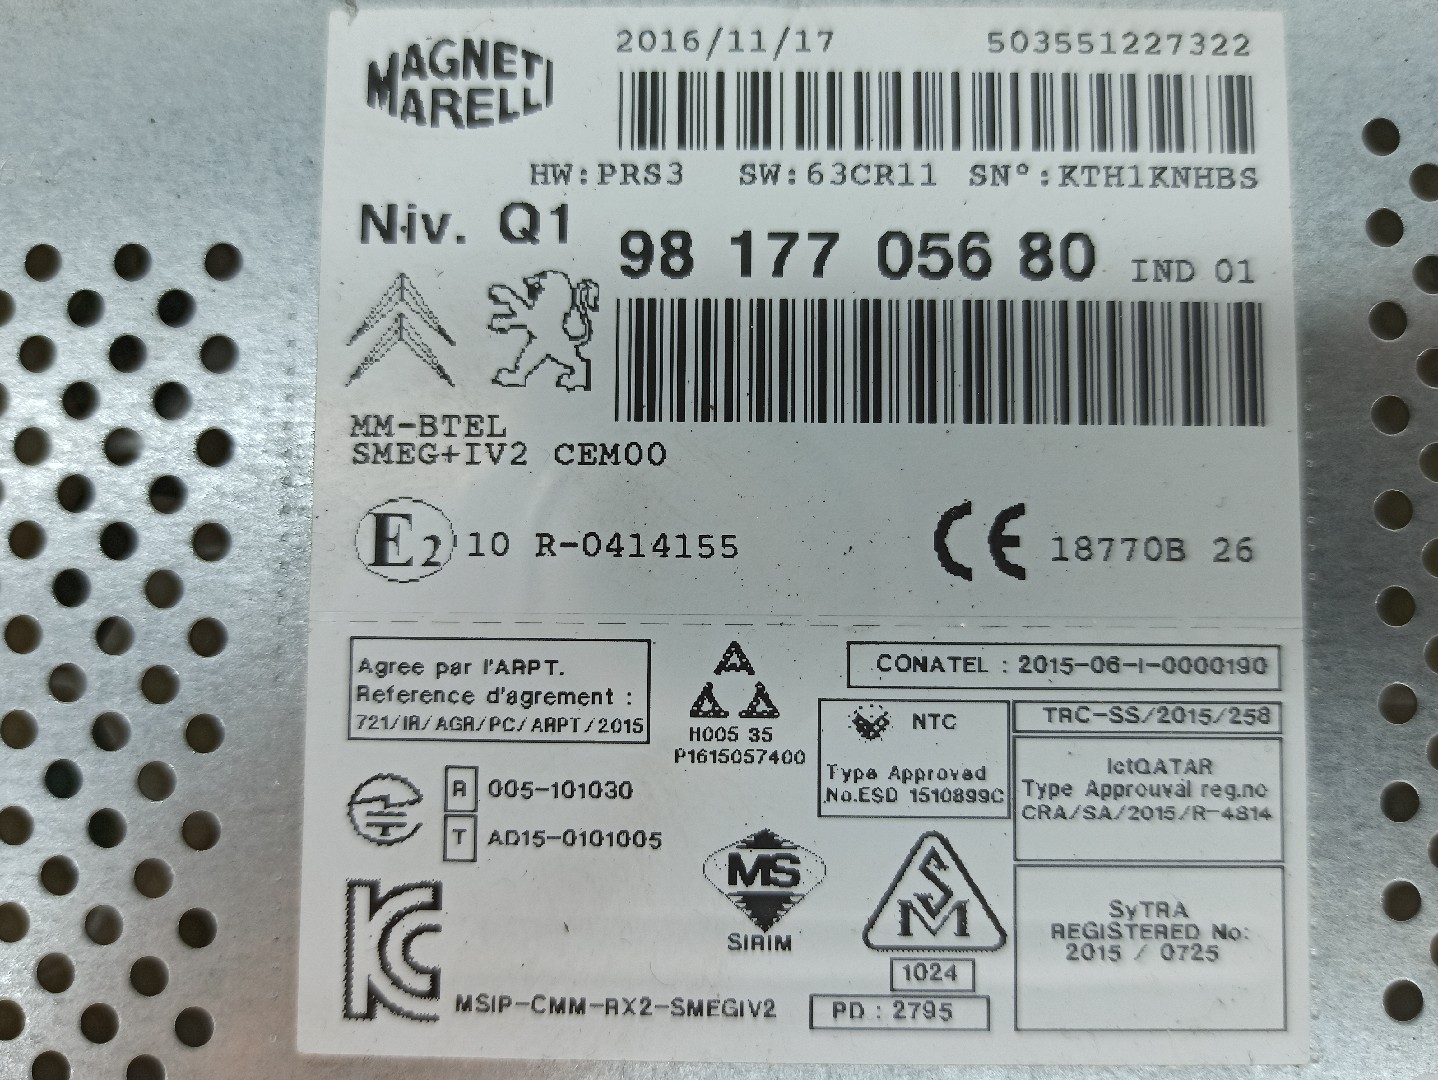 MAGNETI
MARELLI
2016/11/17 503551227322
HW:PRS3 SW:63CR11 SN°:KTH1KNHBS
Niv. Q1
98 177 056 80 IND 01
MM-BTEL
SMEG+IV2 CEM00
E2 10 R-0414155
CE 18770B 26
Agree par l'ARPT.
Reference d'agrement :
721/IR/AGR/PC/ARPT/2015
H005 35
P1615057400
CONATEL : 2015-06-I-0000190
NTC
Type Approved
No.ESD 1510899C
TRC-SS/2015/258
IctQATAR
Type Approuval reg.no
CRA/SA/2015/R-4814
R 005-101030
T AD15-0101005
MS
SIRIM
SM
1024
PD : 2795
SyTRA
REGISTERED No:
2015 / 0725
KC
MSIP-CMM-RX2-SMEGIV2